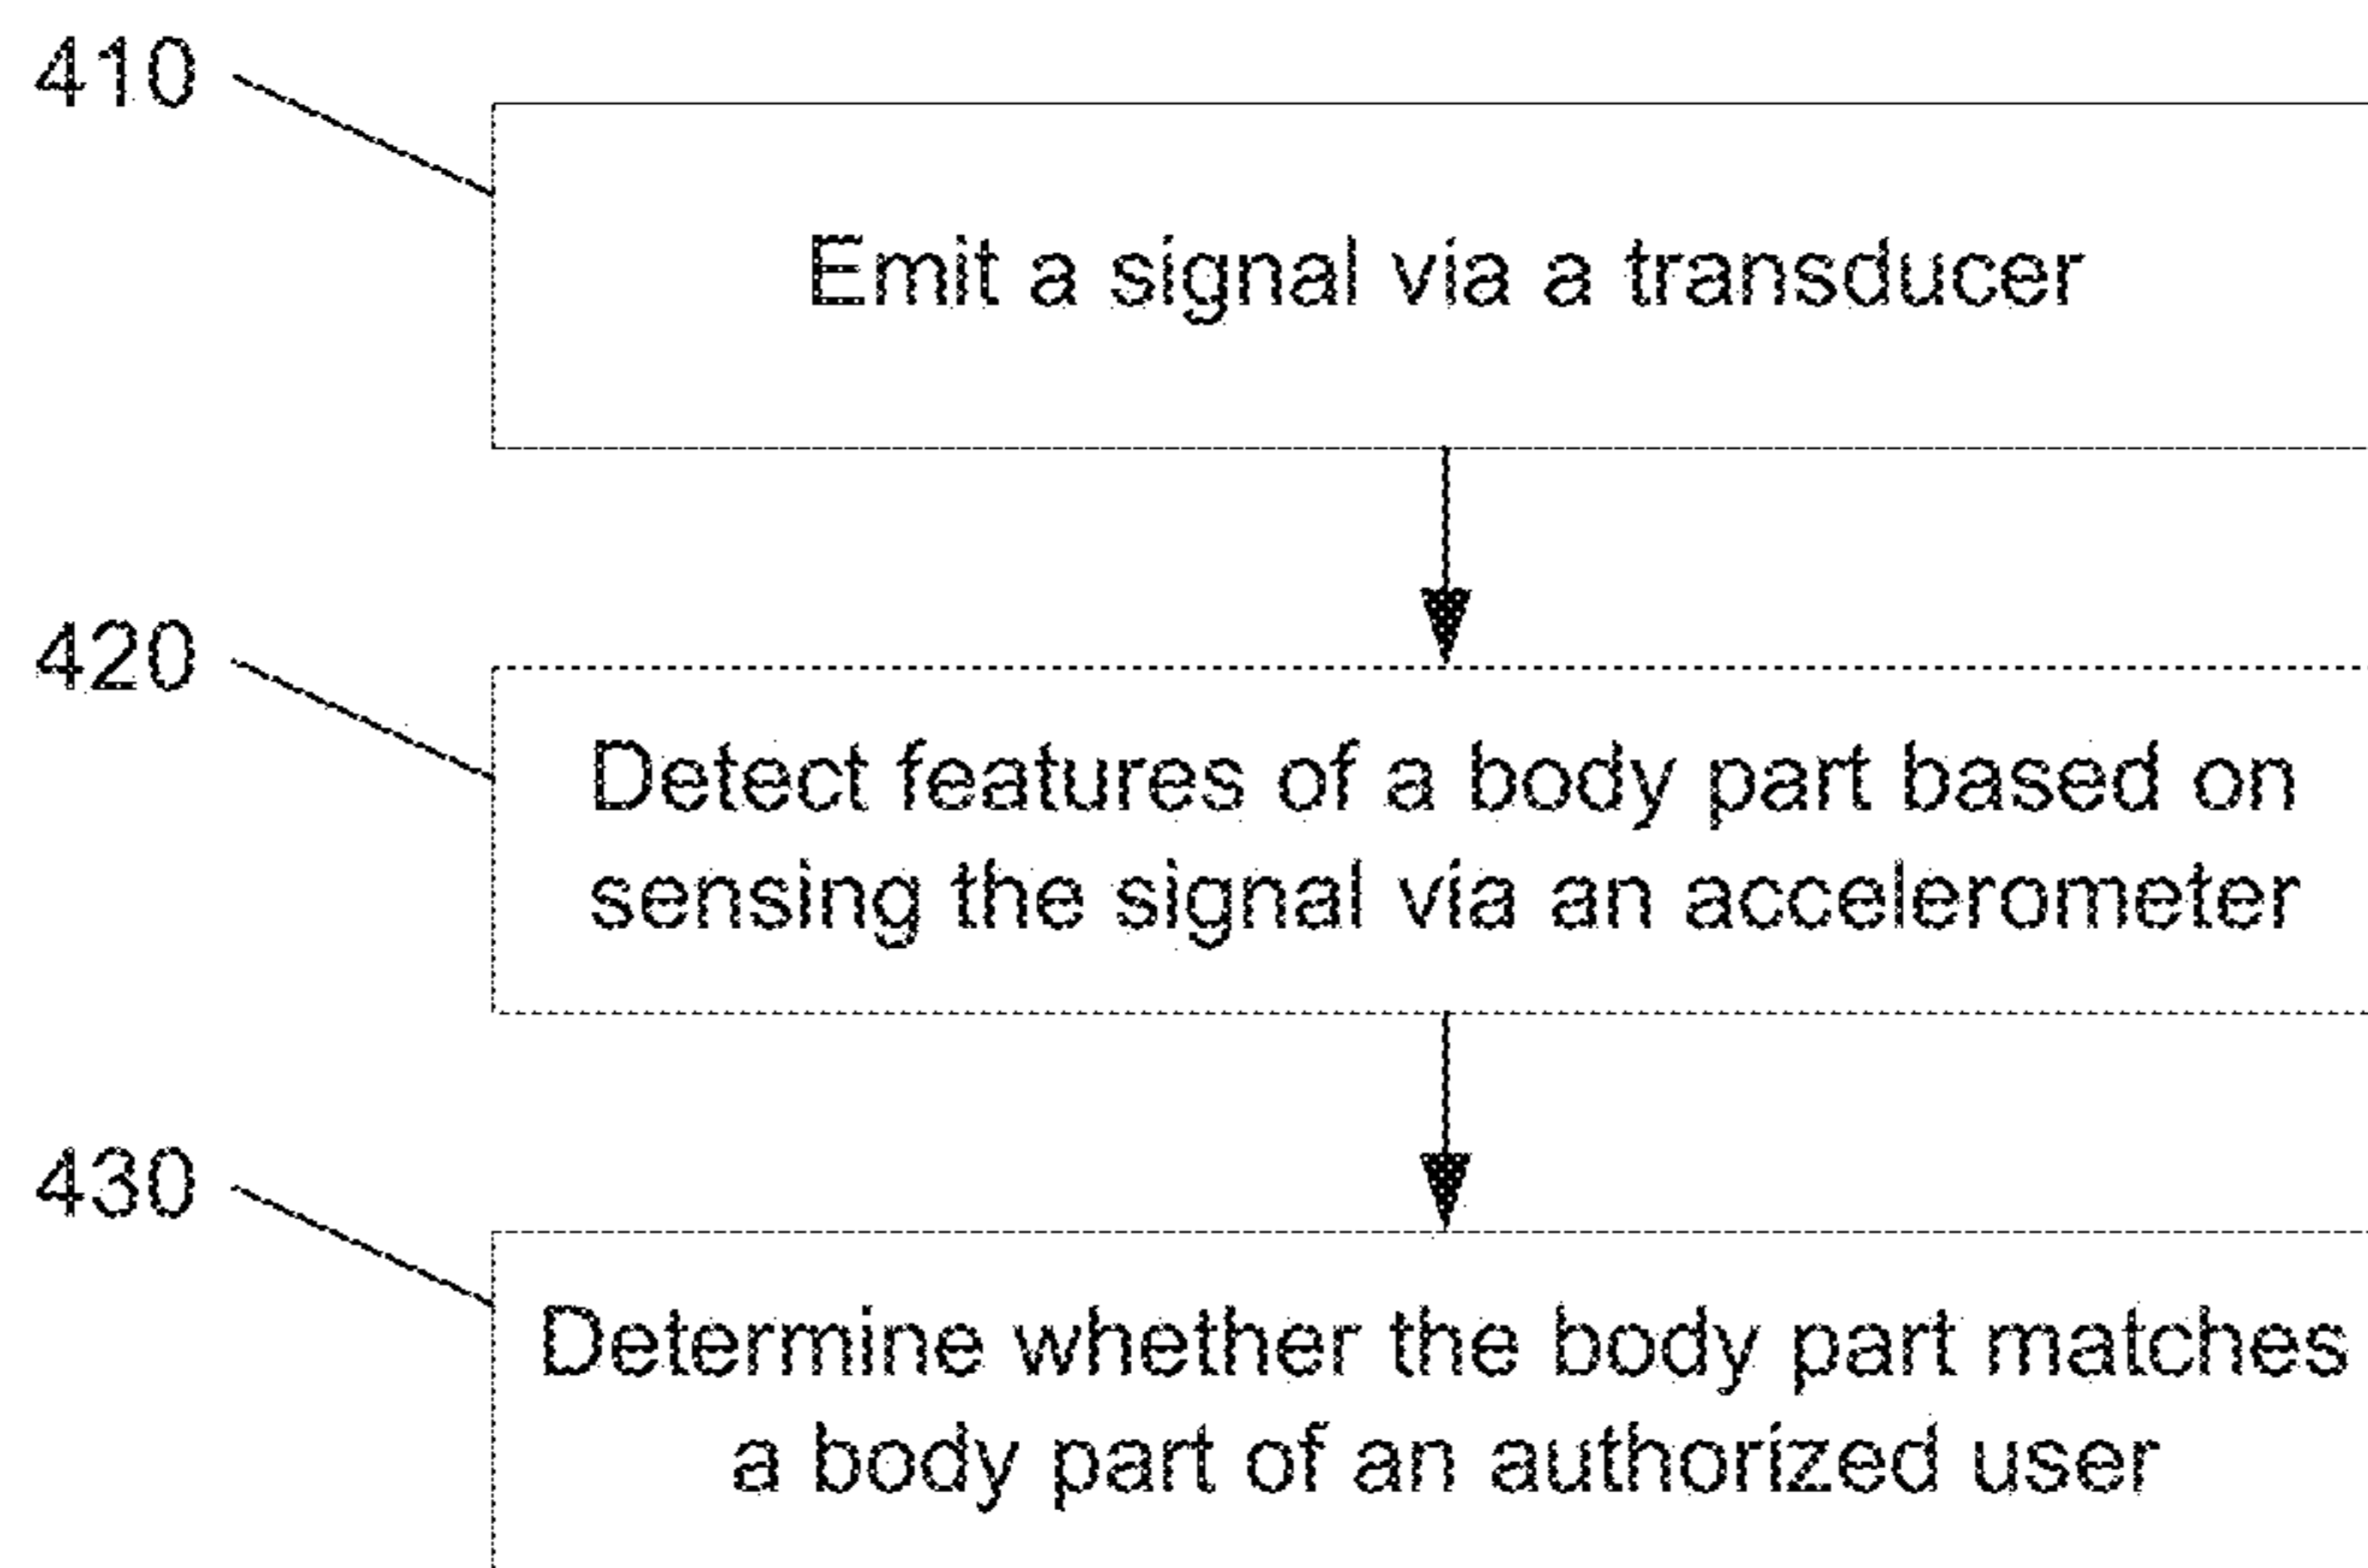 410
Emit a signal via a transducer
420
Detect features of a body part based on
sensing the signal via an accelerometer
430
Determine whether the body part matches
a body part of an authorized user